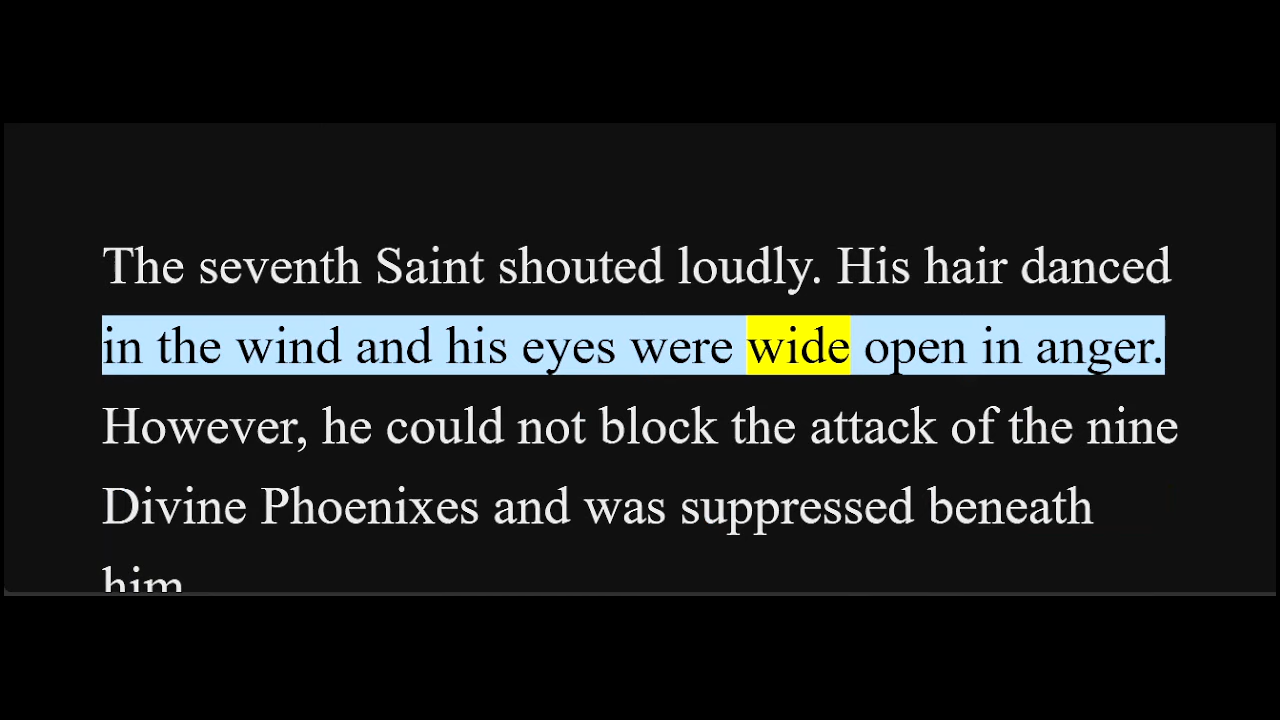 The seventh Saint shouted loudly. His hair danced
in the wind and his eyes were wide open in anger.
However, he could not block the attack of the nine
Divine Phoenixes and was suppressed beneath
him